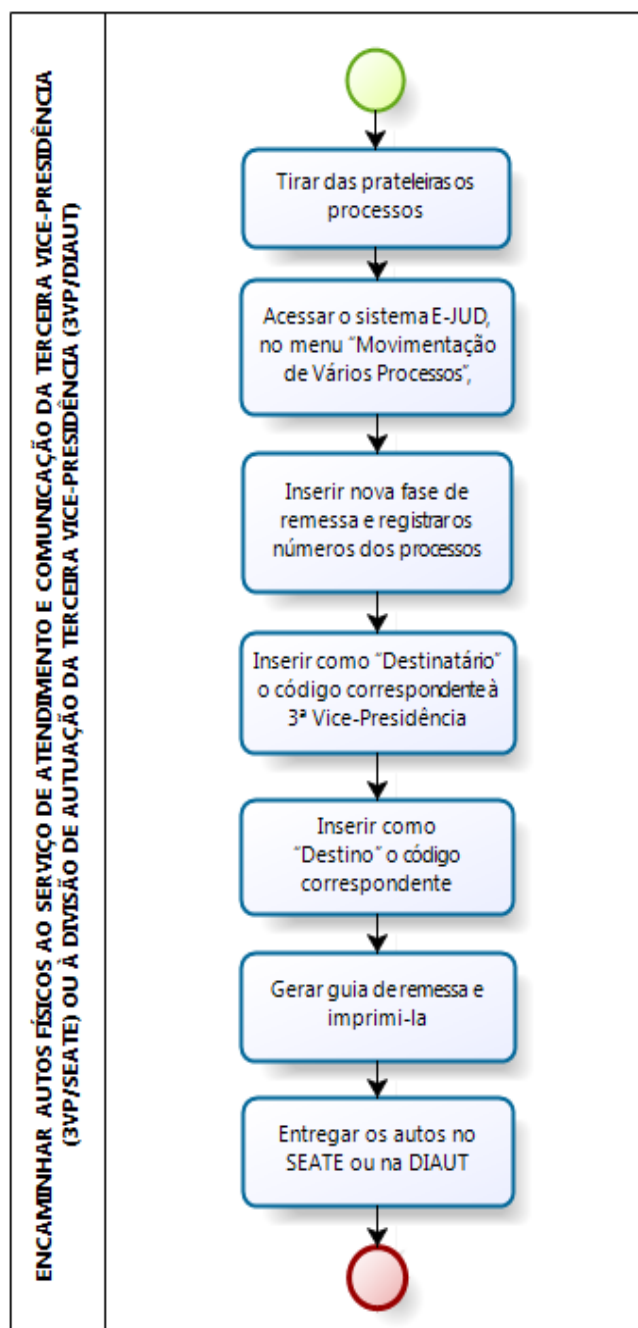 ENCAMINHAR AUTOS FÍSICOS AO SERVIÇO DE ATENDIMENTO E COMUNICAÇÃO DA TERCEIRA VICE-PRESIDÊNCIA
(3VP/SEATE) OU À DIVISÃO DE AUTUAÇÃO DA TERCEIRA VICE-PRESIDÊNCIA (3VP/DIAUT)
Tirar das prateleiras os
processos
Acessar o sistema E-JUD,
no menu “Movimentação
de Vários Processos”,
Inserir nova fase de
remessa e registrar os
números dos processos
Inserir como “Destinatário”
o código correspondente à
3ª Vice-Presidência
Inserir como
“Destino” o código
correspondente
Gerar guia de remessa e
imprimi-la
Entregar os autos no
SEATE ou na DIAUT